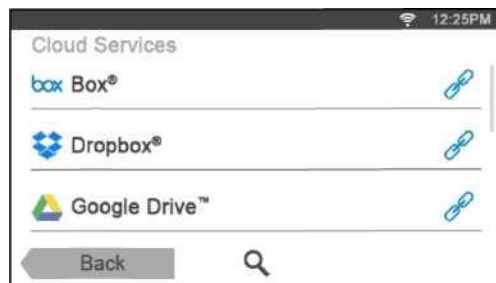 12:25PM
Cloud Services
box Box®
Dropbox®
Google Drive™
Back